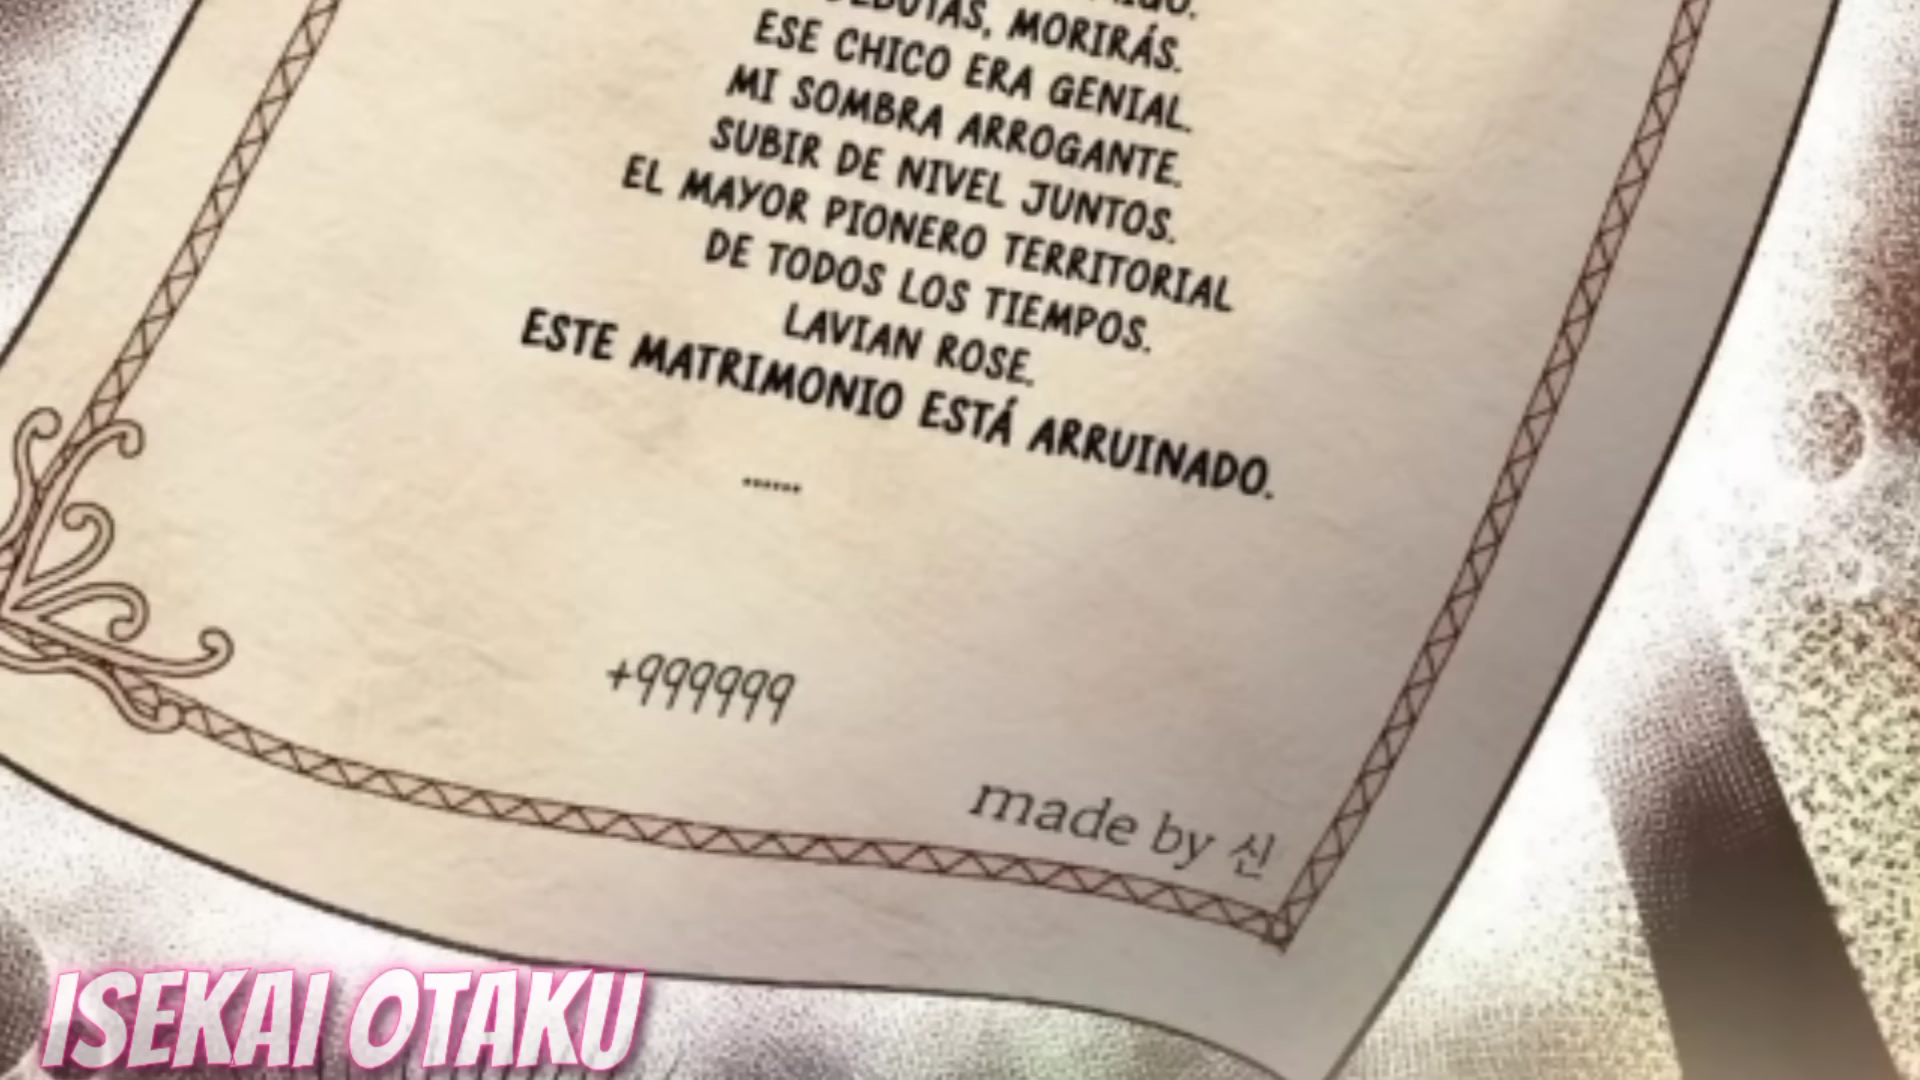 MORIRÁS.
ESE CHICO ERA GENIAL.
MI SOMBRA ARROGANTE.
SUBIR DE NIVEL JUNTOS.
EL MAYOR PIONERO TERRITORIAL
DE TODOS LOS TIEMPOS.
LAVIAN ROSE.
ESTE MATRIMONIO ESTÁ ARRUINADO.
......
+999999
made by 신
ISEKAI OTAKU